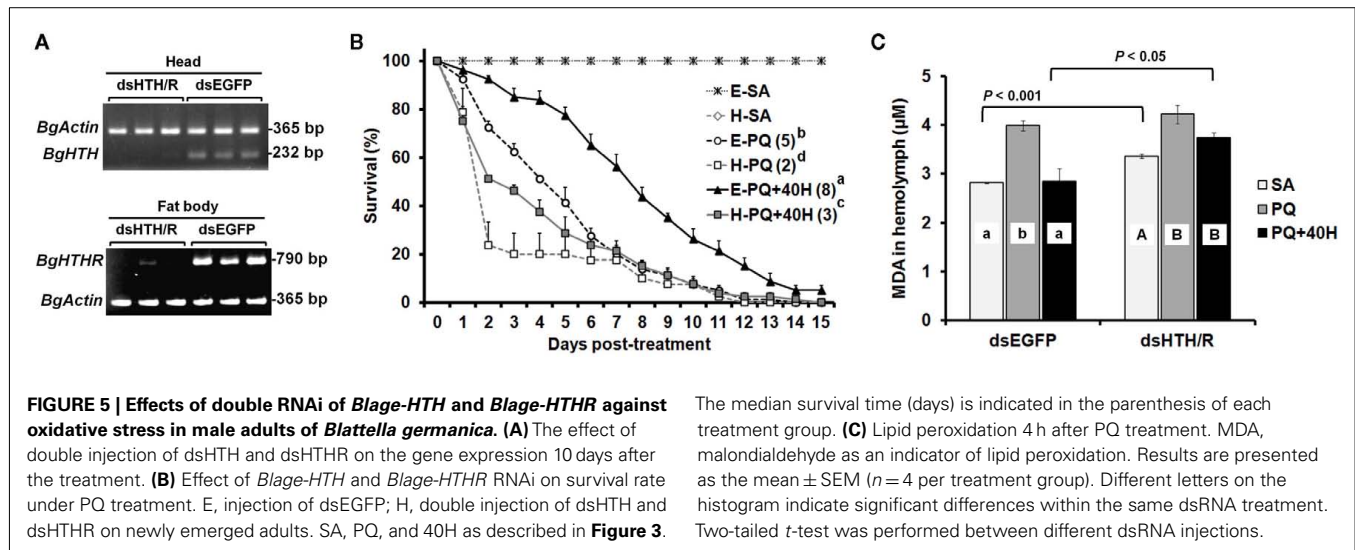 A
Head
dsHTH/R dsEGFP
BgActin -365 bp
BgHTH -232 bp
Fat body
dsHTH/R dsEGFP
BgHTHR -790 bp
BgActin -365 bp
B
Survival (%)
100
80
60
40
20
0
0 1 2 3 4 5 6 7 8 9 10 11 12 13 14 15
Days post-treatment
E-SA
H-SA
E-PQ (5)b
H-PQ (2)d
E-PQ+40H (8)a
H-PQ+40H (3)c
C
MDA in hemolymph (µM)
5
4
3
2
1
0
P < 0.001
P < 0.05
a b a A B B
dsEGFP dsHTH/R
SA
PQ
PQ+40H
FIGURE 5 | Effects of double RNAi of Blage-HTH and Blage-HTHR against
oxidative stress in male adults of Blattella germanica. (A) The effect of
double injection of dsHTH and dsHTHR on the gene expression 10 days after
the treatment. (B) Effect of Blage-HTH and Blage-HTHR RNAi on survival rate
under PQ treatment. E, injection of dsEGFP; H, double injection of dsHTH and
dsHTHR on newly emerged adults. SA, PQ, and 40H as described in Figure 3.
The median survival time (days) is indicated in the parenthesis of each
treatment group. (C) Lipid peroxidation 4 h after PQ treatment. MDA,
malondialdehyde as an indicator of lipid peroxidation. Results are presented
as the mean ± SEM (n = 4 per treatment group). Different letters on the
histogram indicate significant differences within the same dsRNA treatment.
Two-tailed t-test was performed between different dsRNA injections.